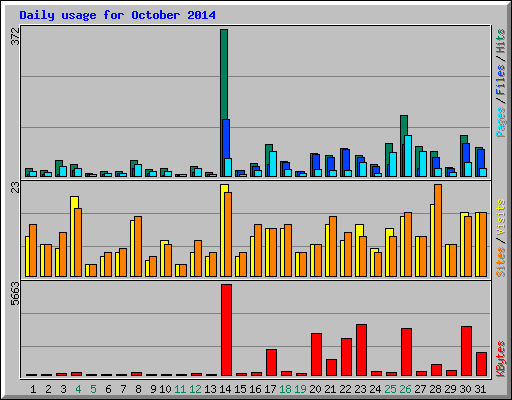 Daily usage for October 2014
372
Pages / Files / Hits
23
Sites / Visits
5663
KBytes
1 2 3 4 5 6 7 8 9 10 11 12 13 14 15 16 17 18 19 20 21 22 23 24 25 26 27 28 29 30 31